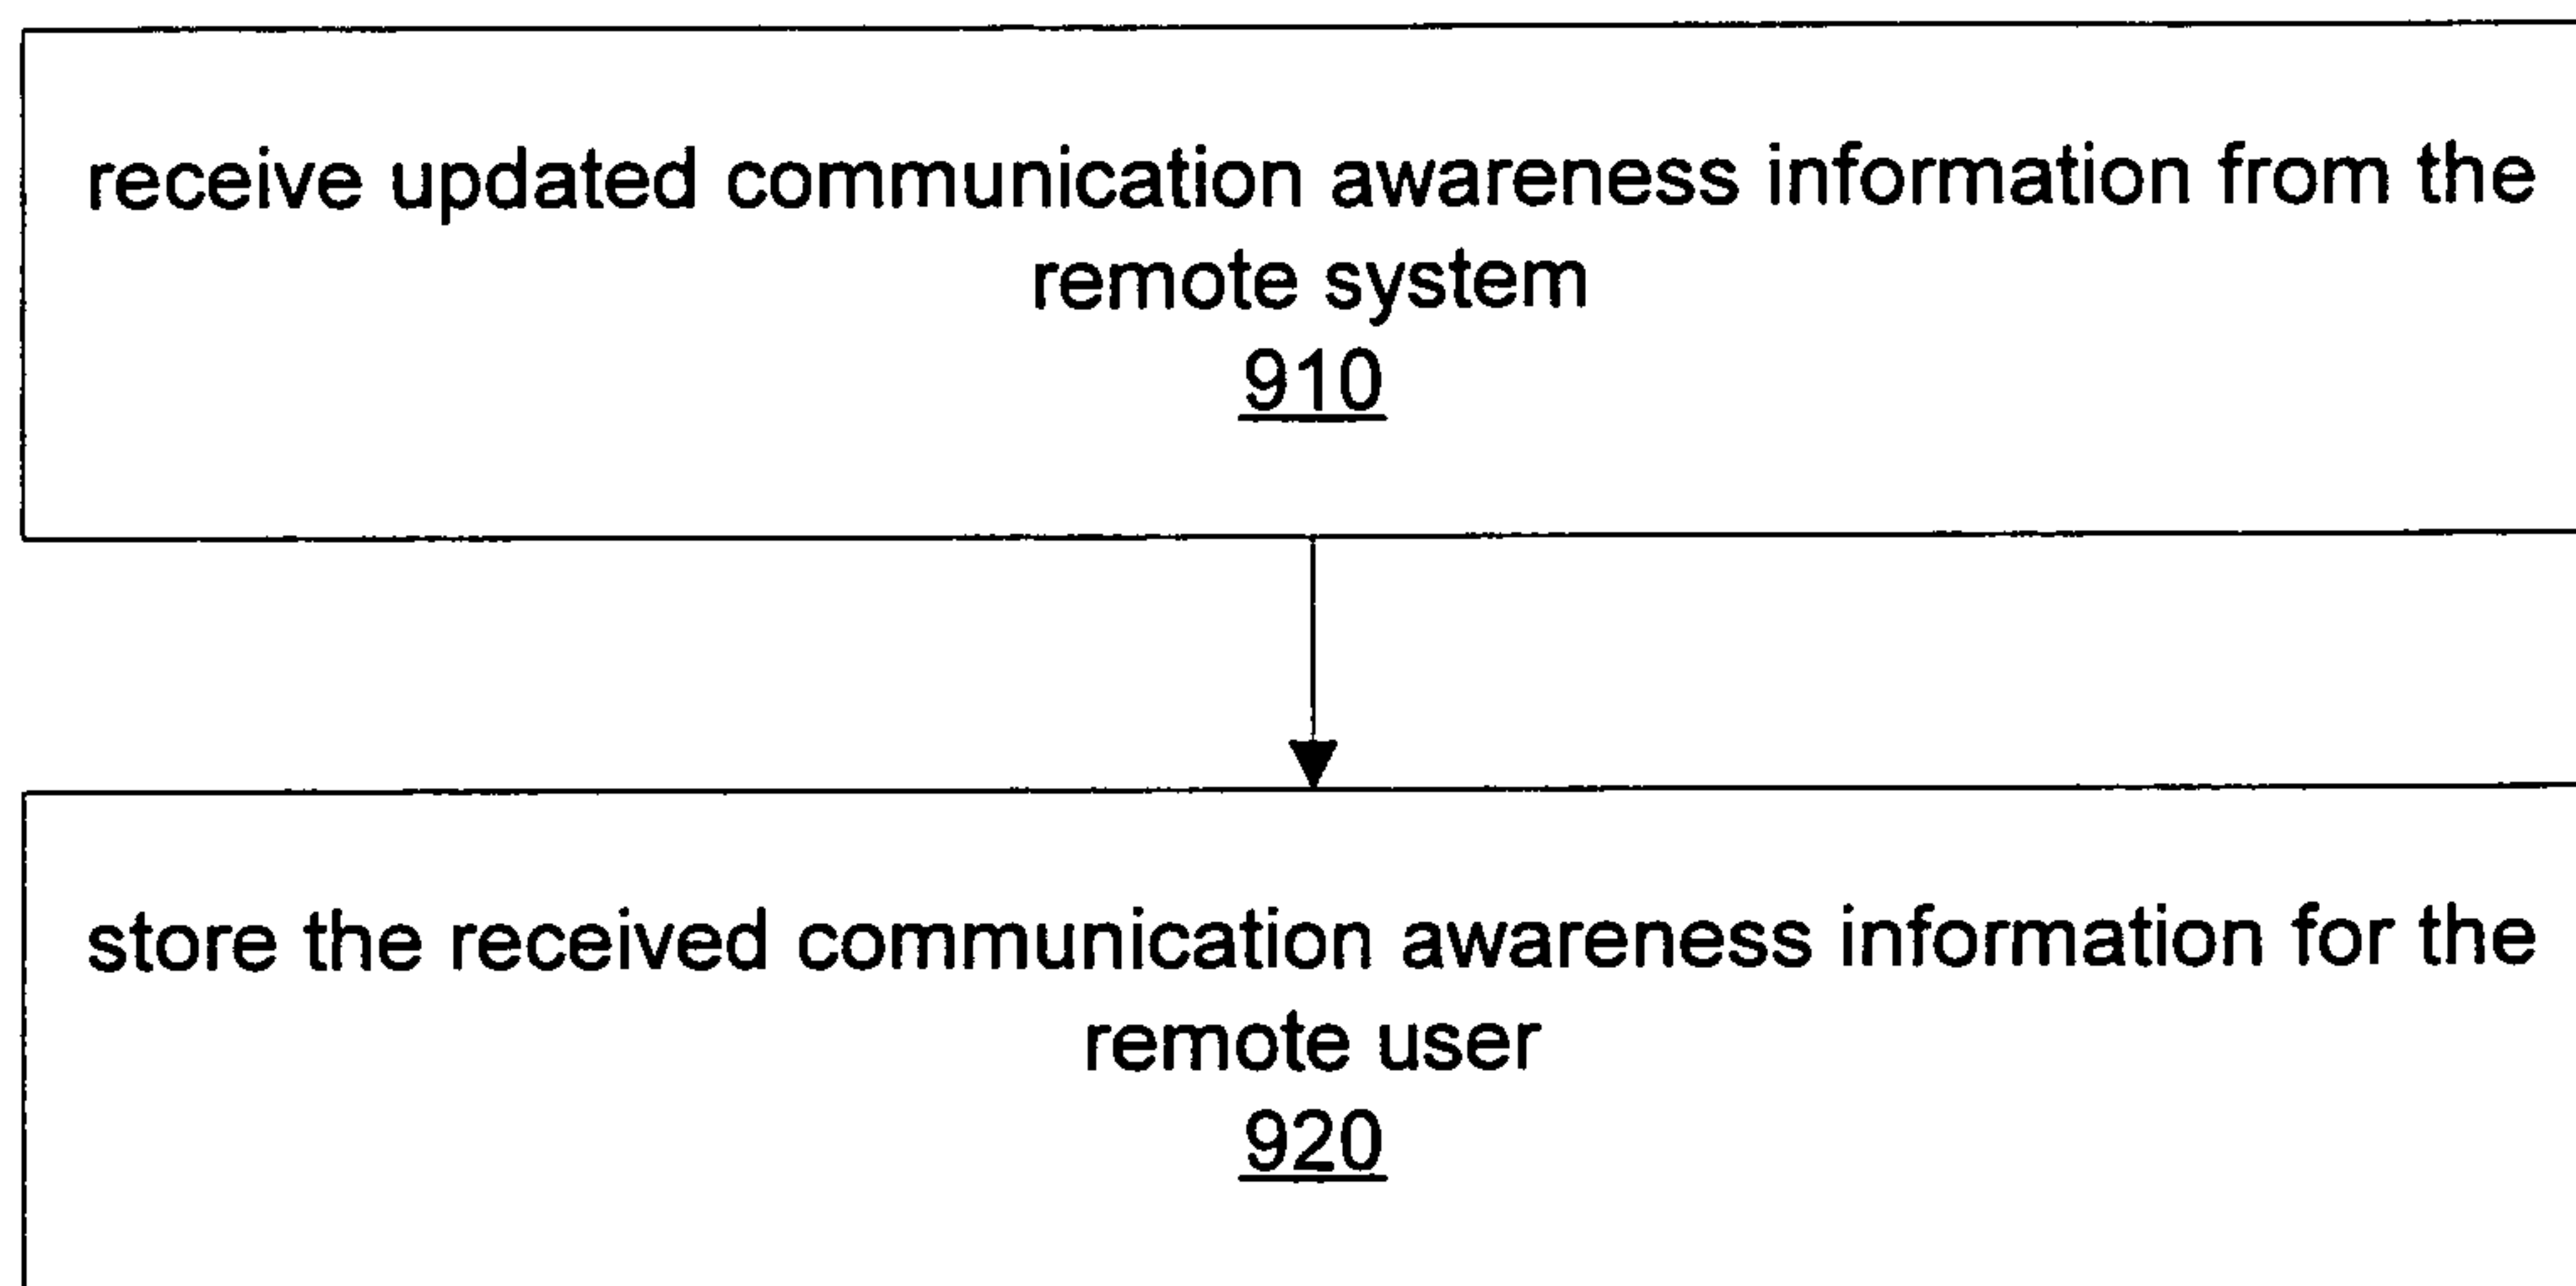 receive updated communication awareness information from the
remote system
910
store the received communication awareness information for the
remote user
920